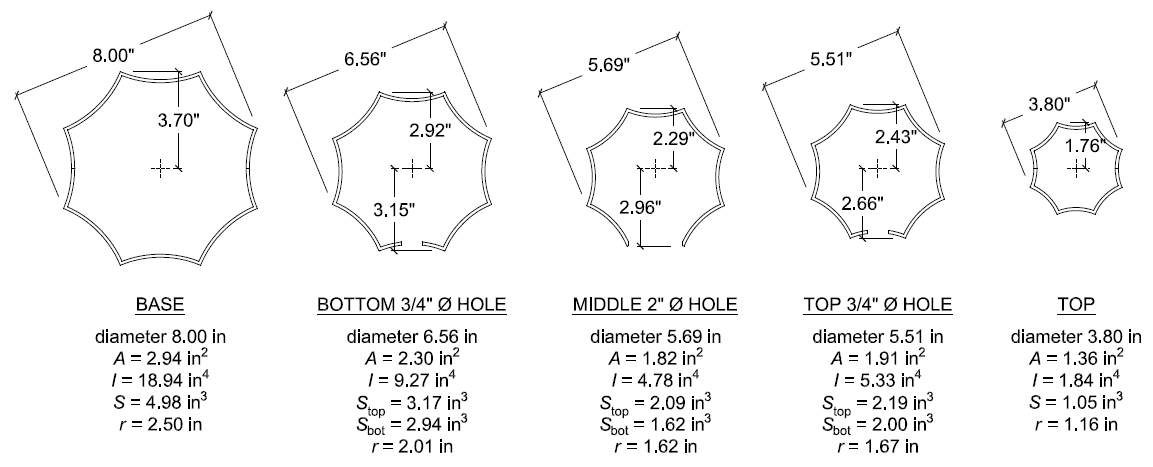 8.00"
3.70"
6.56"
2.92"
3.15"
5.69"
2.29"
2.96"
5.51"
2.43"
2.66"
3.80"
1.76"
BASE
diameter 8.00 in
A = 2.94 in²
I = 18.94 in⁴
S = 4.98 in³
r = 2.50 in
BOTTOM 3/4" Ø HOLE
diameter 6.56 in
A = 2.30 in²
I = 9.27 in⁴
Stop = 3.17 in³
Sbot = 2.94 in³
r = 2.01 in
MIDDLE 2" Ø HOLE
diameter 5.69 in
A = 1.82 in²
I = 4.78 in⁴
Stop = 2.09 in³
Sbot = 1.62 in³
r = 1.62 in
TOP 3/4" Ø HOLE
diameter 5.51 in
A = 1.91 in²
I = 5.33 in⁴
Stop = 2.19 in³
Sbot = 2.00 in³
r = 1.67 in
TOP
diameter 3.80 in
A = 1.36 in²
I = 1.84 in⁴
S = 1.05 in³
r = 1.16 in